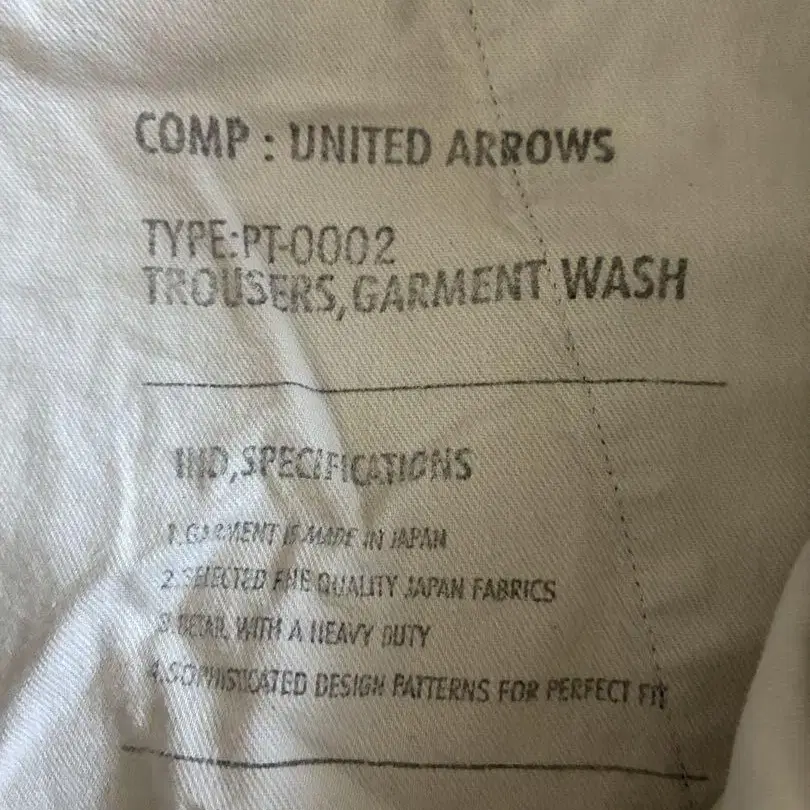 COMP : UNITED ARROWS
TYPE:PT-0002
TROUSERS,GARMENT WASH
IND,SPECIFICATIONS
1.GARMENT IS MADE IN JAPAN
2.SELECTED FINE QUALITY JAPAN FABRICS
3.DETAIL WITH A HEAVY DUTY
4.SOPHISTICATED DESIGN PATTERNS FOR PERFECT FIT